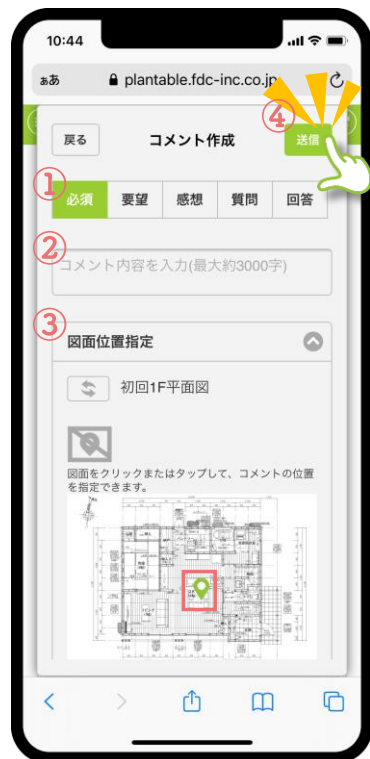 10:44
ぁあ plantable.fdc-inc.co.jp
④
戻る コメント作成 送信
①
必須 要望 感想 質問 回答
②
コメント内容を入力(最大約3000字)
③
図面位置指定
初回1F平面図
図面をクリックまたはタップして、コメントの位置
を指定できます。